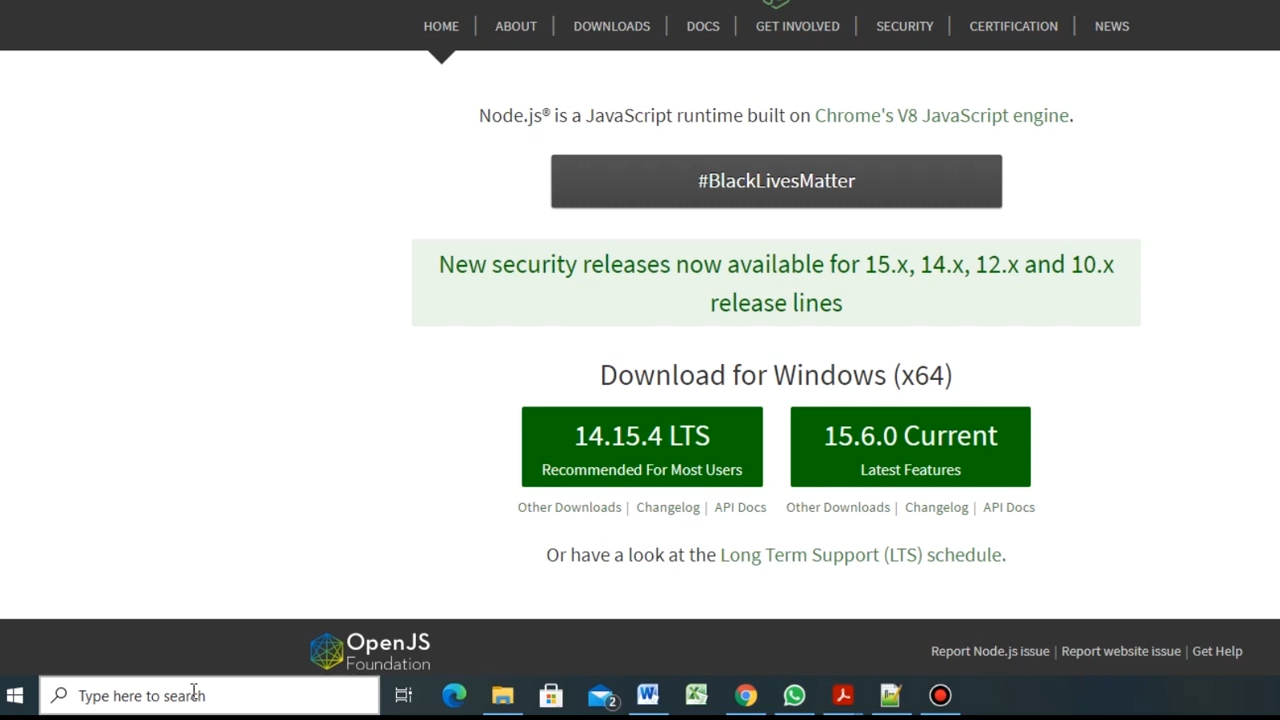 HOME ABOUT DOWNLOADS DOCS GET INVOLVED SECURITY CERTIFICATION NEWS
Node.js® is a JavaScript runtime built on Chrome's V8 JavaScript engine.
#BlackLivesMatter
New security releases now available for 15.x, 14.x, 12.x and 10.x
release lines
Download for Windows (x64)
14.15.4 LTS 15.6.0 Current
Recommended For Most Users Latest Features
Other Downloads | Changelog | API Docs Other Downloads | Changelog | API Docs
Or have a look at the Long Term Support (LTS) schedule.
OpenJS
Foundation
Report Node.js issue | Report website issue | Get Help
Type here to search
2